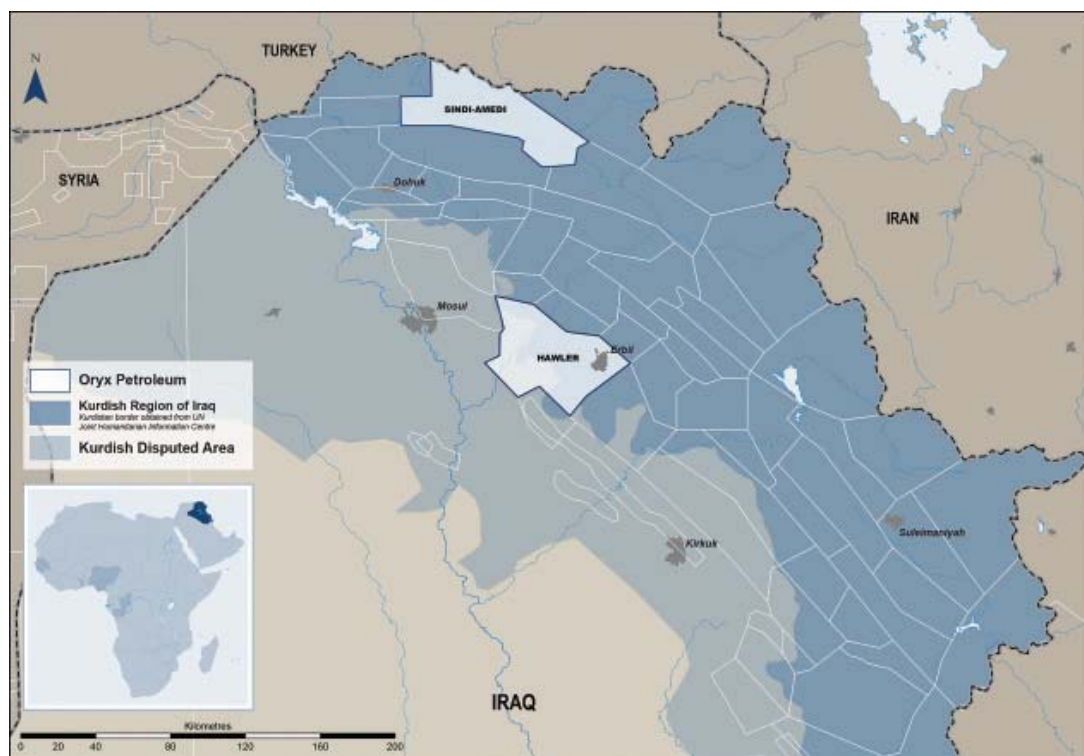 TURKEY
N
SINDI-AMEDI
SYRIA
Dohuk
IRAN
Mosul
Erbil
HAWLER
Oryx Petroleum
Kurdish Region of Iraq
Kurdistan border obtained from UN
Joint Humanitarian Information Centre
Kurdish Disputed Area
Suleimaniyah
Kirkuk
IRAQ
Kilometres
0 20 40 80 120 160 200